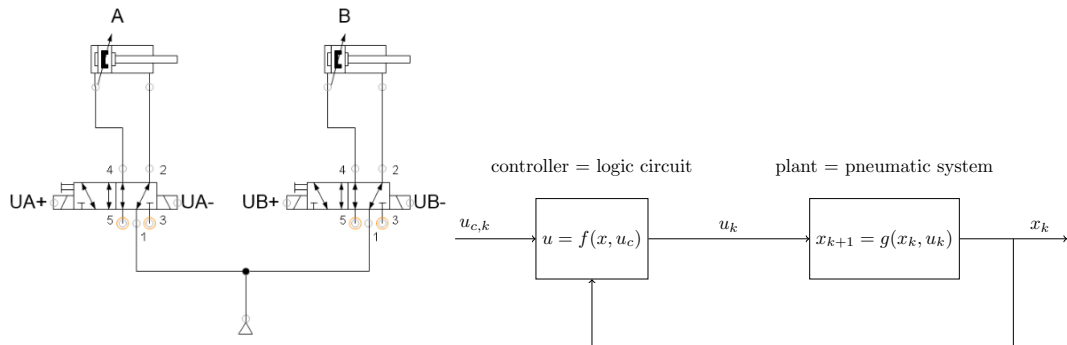 A
B
4
2
4
2
UA+
UA-
UB+
UB-
5
3
1
5
3
1
controller = logic circuit
plant = pneumatic system
$u_{c,k}$
$u = f(x, u_c)$
$u_k$
$x_{k+1} = g(x_k, u_k)$
$x_k$